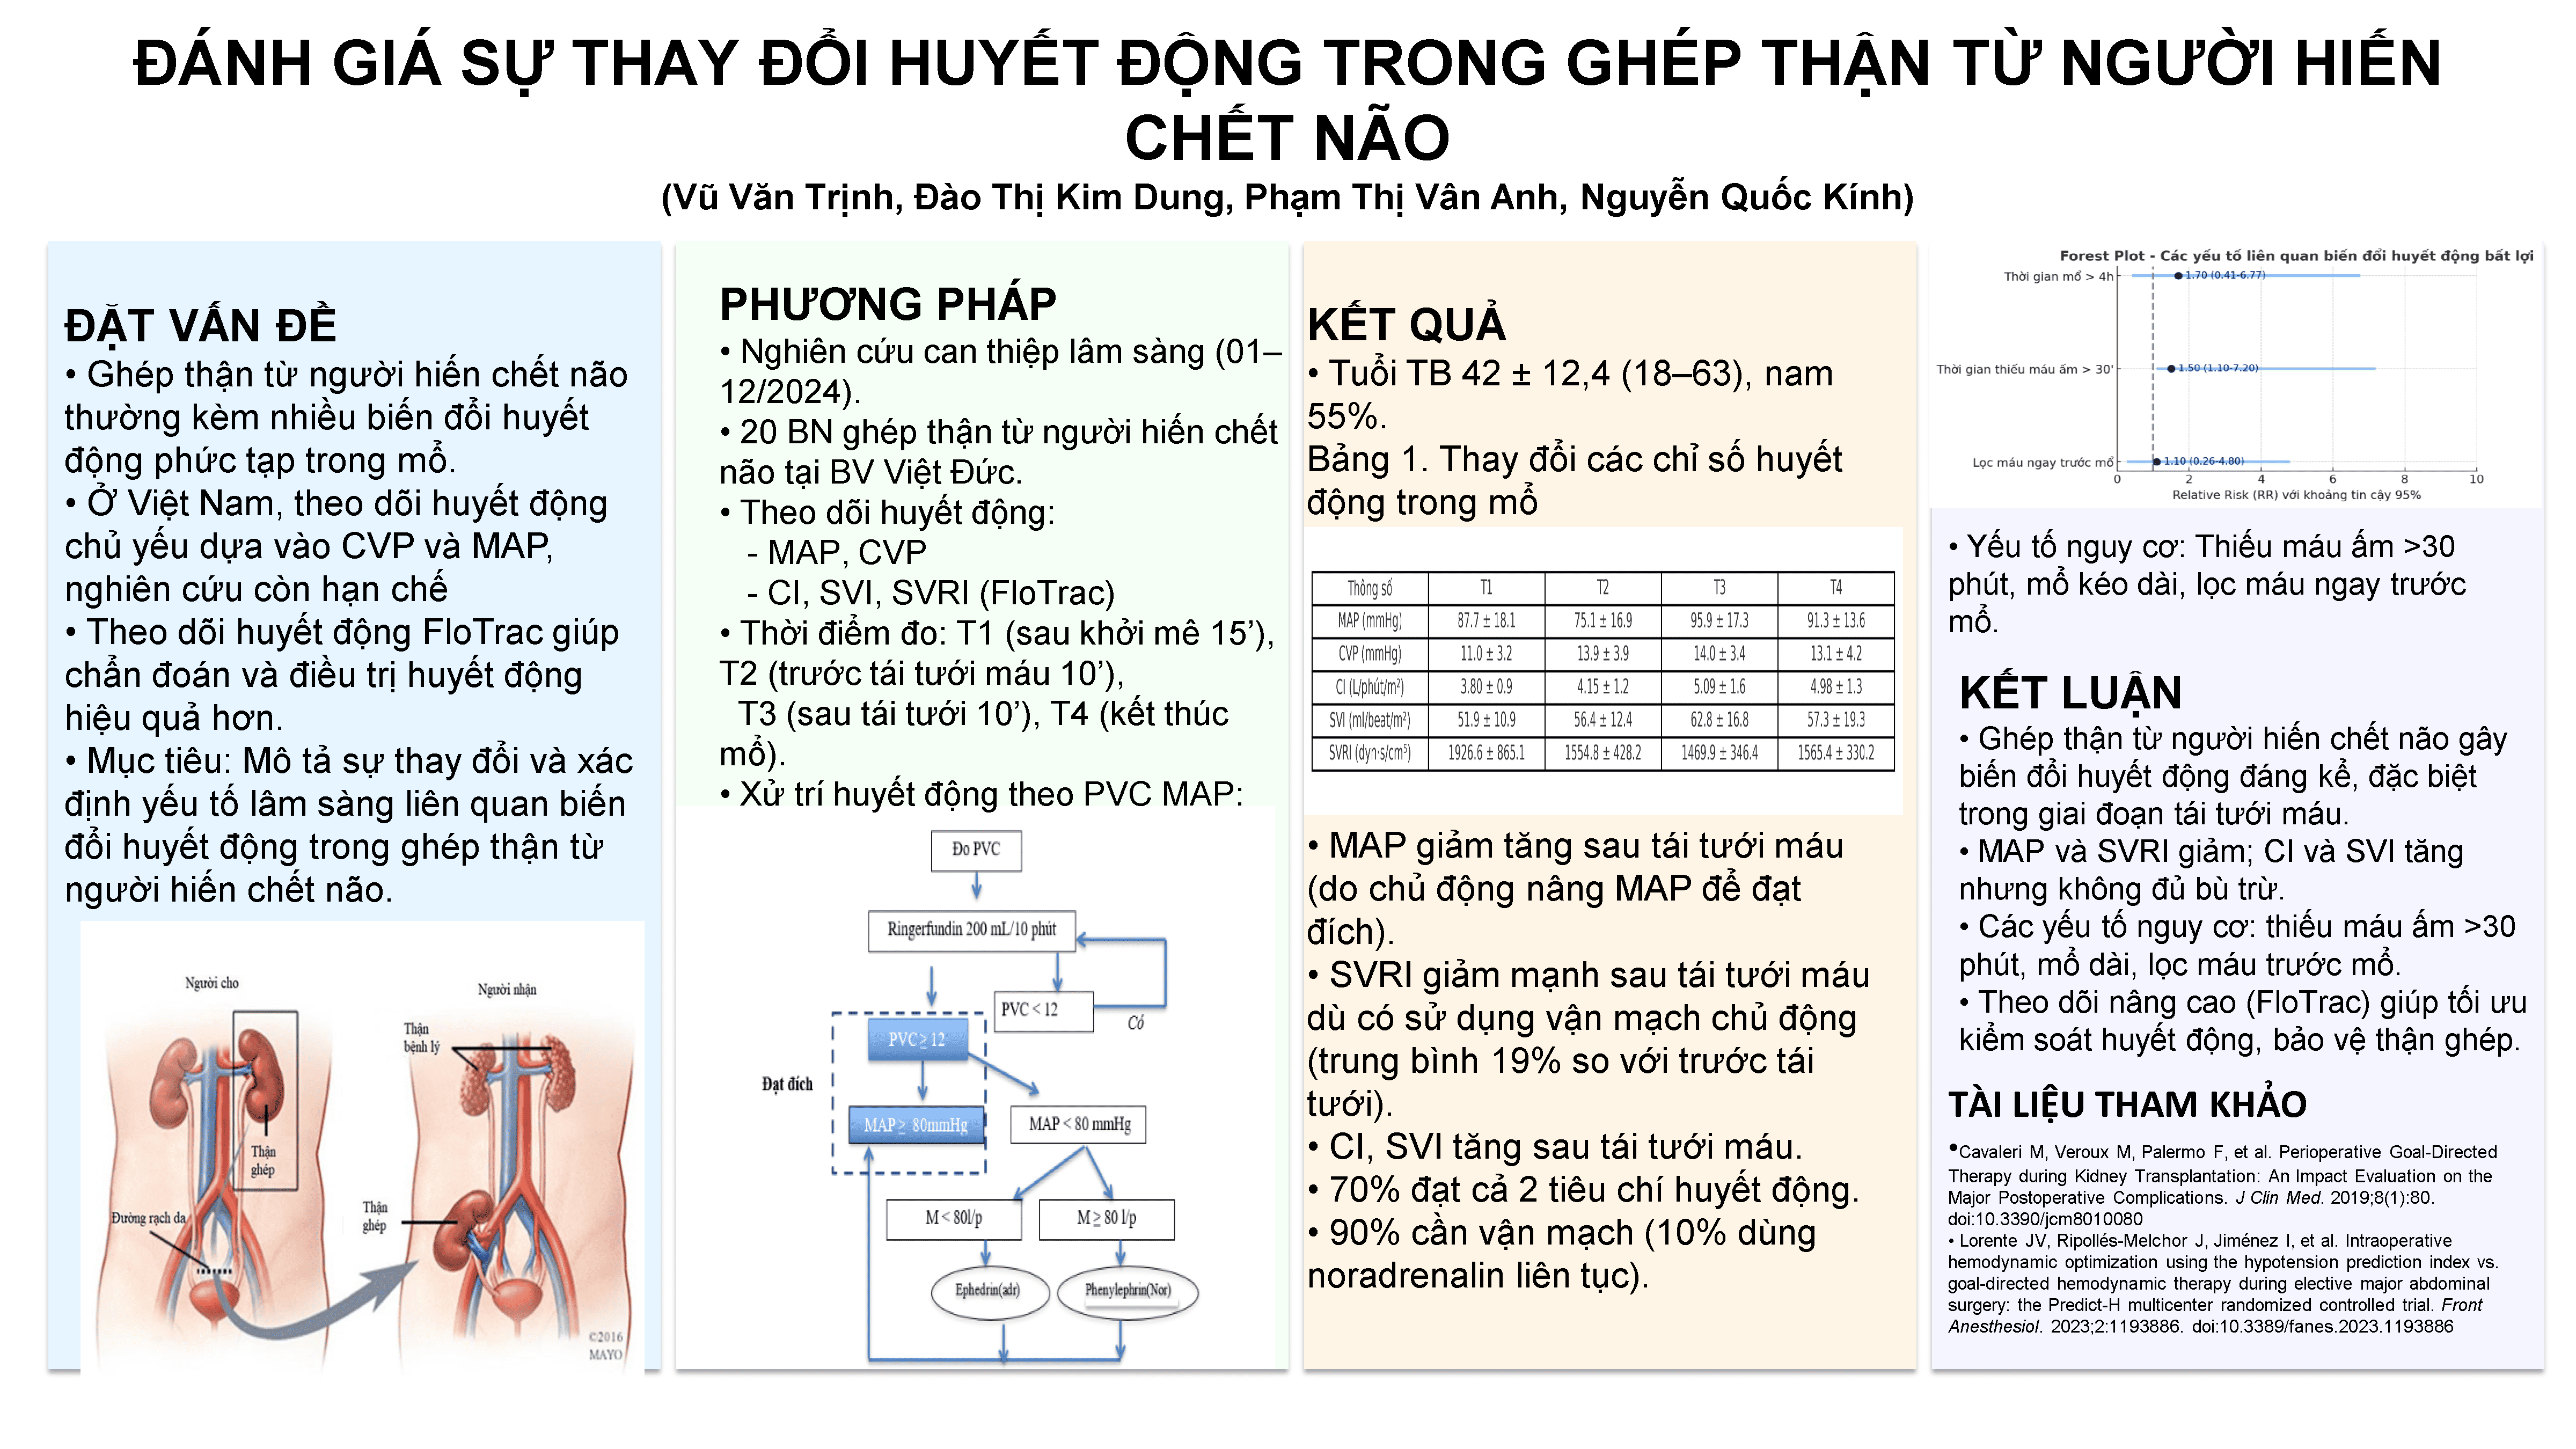 ĐÁNH GIÁ SỰ THAY ĐỔI HUYẾT ĐỘNG TRONG GHÉP THẬN TỪ NGƯỜI HIẾN
CHẾT NÃO
(Vũ Văn Trịnh, Đào Thị Kim Dung, Phạm Thị Vân Anh, Nguyễn Quốc Kính)
ĐẶT VẤN ĐỀ
• Ghép thận từ người hiến chết não
thường kèm nhiều biến đổi huyết
động phức tạp trong mổ.
• Ở Việt Nam, theo dõi huyết động
chủ yếu dựa vào CVP và MAP,
nghiên cứu còn hạn chế
• Theo dõi huyết động FloTrac giúp
chẩn đoán và điều trị huyết động
hiệu quả hơn.
• Mục tiêu: Mô tả sự thay đổi và xác
định yếu tố lâm sàng liên quan biến
đổi huyết động trong ghép thận từ
người hiến chết não.
Người cho
Người nhận
Thận
bệnh lý
Thận
ghép
Thận
ghép
Đường rạch da
©2016
MAYO
PHƯƠNG PHÁP
• Nghiên cứu can thiệp lâm sàng (01–
12/2024).
• 20 BN ghép thận từ người hiến chết
não tại BV Việt Đức.
• Theo dõi huyết động:
- MAP, CVP
- CI, SVI, SVRI (FloTrac)
• Thời điểm đo: T1 (sau khởi mê 15’),
T2 (trước tái tưới máu 10’),
T3 (sau tái tưới 10’), T4 (kết thúc
mổ).
• Xử trí huyết động theo PVC MAP:
Đo PVC
Ringerfundin 200 mL/10 phút
PVC < 12
Có
PVC ≥ 12
Đạt đích
MAP ≥ 80mmHg
MAP < 80 mmHg
M < 80l/p
M ≥ 80 l/p
Ephedrin(adr)
Phenylephrin(Nor)
KẾT QUẢ
• Tuổi TB 42 ± 12,4 (18–63), nam
55%.
Bảng 1. Thay đổi các chỉ số huyết
động trong mổ
Thông số T1 T2 T3 T4
MAP (mmHg) 87.7 ± 18.1 75.1 ± 16.9 95.9 ± 17.3 91.3 ± 13.6
CVP (mmHg) 11.0 ± 3.2 13.9 ± 3.9 14.0 ± 3.4 13.1 ± 4.2
CI (L/phút/m²) 3.80 ± 0.9 4.15 ± 1.2 5.09 ± 1.6 4.98 ± 1.3
SVI (ml/beat/m²) 51.9 ± 10.9 56.4 ± 12.4 62.8 ± 16.8 57.3 ± 19.3
SVRI (dyn·s/cm⁵) 1926.6 ± 865.1 1554.8 ± 428.2 1469.9 ± 346.4 1565.4 ± 330.2
• MAP giảm tăng sau tái tưới máu
(do chủ động nâng MAP để đạt
đích).
• SVRI giảm mạnh sau tái tưới máu
dù có sử dụng vận mạch chủ động
(trung bình 19% so với trước tái
tưới).
• CI, SVI tăng sau tái tưới máu.
• 70% đạt cả 2 tiêu chí huyết động.
• 90% cần vận mạch (10% dùng
noradrenalin liên tục).
Forest Plot - Các yếu tố liên quan biến đổi huyết động bất lợi
Thời gian mổ > 4h 1.70 (0.41-6.77)
Thời gian thiếu máu ấm > 30' 1.50 (1.10-7.20)
Lọc máu ngay trước mổ 1.10 (0.26-4.80)
0 2 4 6 8 10
Relative Risk (RR) với khoảng tin cậy 95%
• Yếu tố nguy cơ: Thiếu máu ấm >30
phút, mổ kéo dài, lọc máu ngay trước
mổ.
KẾT LUẬN
• Ghép thận từ người hiến chết não gây
biến đổi huyết động đáng kể, đặc biệt
trong giai đoạn tái tưới máu.
• MAP và SVRI giảm; CI và SVI tăng
nhưng không đủ bù trừ.
• Các yếu tố nguy cơ: thiếu máu ấm >30
phút, mổ dài, lọc máu trước mổ.
• Theo dõi nâng cao (FloTrac) giúp tối ưu
kiểm soát huyết động, bảo vệ thận ghép.
TÀI LIỆU THAM KHẢO
•Cavaleri M, Veroux M, Palermo F, et al. Perioperative Goal-Directed
Therapy during Kidney Transplantation: An Impact Evaluation on the
Major Postoperative Complications. J Clin Med. 2019;8(1):80.
doi:10.3390/jcm8010080
• Lorente JV, Ripollés-Melchor J, Jiménez I, et al. Intraoperative
hemodynamic optimization using the hypotension prediction index vs.
goal-directed hemodynamic therapy during elective major abdominal
surgery: the Predict-H multicenter randomized controlled trial. Front
Anesthesiol. 2023;2:1193886. doi:10.3389/fanes.2023.1193886